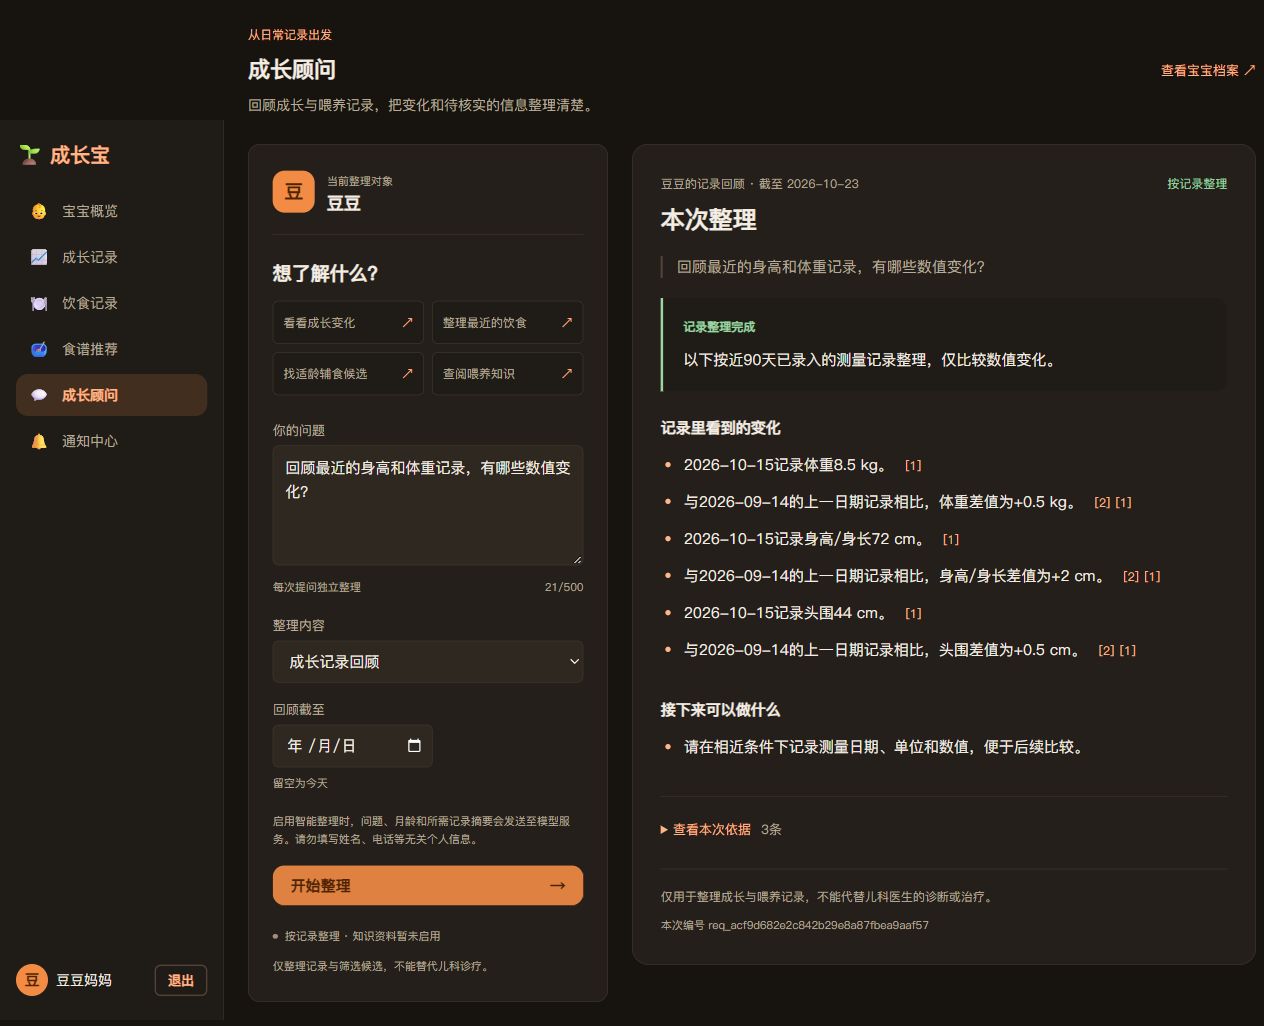 从日常记录出发
成长顾问
查看宝宝档案 ↗
回顾成长与喂养记录，把变化和待核实的信息整理清楚。
成长宝
宝宝概览
成长记录
饮食记录
食谱推荐
成长顾问
通知中心
豆
豆豆妈妈
退出
豆
当前整理对象
豆豆
想了解什么？
看看成长变化 ↗
整理最近的饮食 ↗
找适龄辅食候选 ↗
查阅喂养知识 ↗
你的问题
回顾最近的身高和体重记录，有哪些数值变
化？
每次提问独立整理
21/500
整理内容
成长记录回顾
回顾截至
年 /月/日
留空为今天
启用智能整理时，问题、月龄和所需记录摘要会发送至模型服
务。请勿填写姓名、电话等无关个人信息。
开始整理 →
按记录整理 · 知识资料暂未启用
仅整理记录与筛选候选，不能替代儿科诊疗。
豆豆的记录回顾 · 截至 2026-10-23
按记录整理
本次整理
回顾最近的身高和体重记录，有哪些数值变化？
记录整理完成
以下按近90天已录入的测量记录整理，仅比较数值变化。
记录里看到的变化
2026-10-15记录体重8.5 kg。 [1]
与2026-09-14的上一日期记录相比，体重差值为+0.5 kg。 [2] [1]
2026-10-15记录身高/身长72 cm。 [1]
与2026-09-14的上一日期记录相比，身高/身长差值为+2 cm。 [2] [1]
2026-10-15记录头围44 cm。 [1]
与2026-09-14的上一日期记录相比，头围差值为+0.5 cm。 [2] [1]
接下来可以做什么
请在相近条件下记录测量日期、单位和数值，便于后续比较。
查看本次依据 3条
仅用于整理成长与喂养记录，不能代替儿科医生的诊断或治疗。
本次编号 req_acf9d682e2c842b29e8a87fbea9aaf57